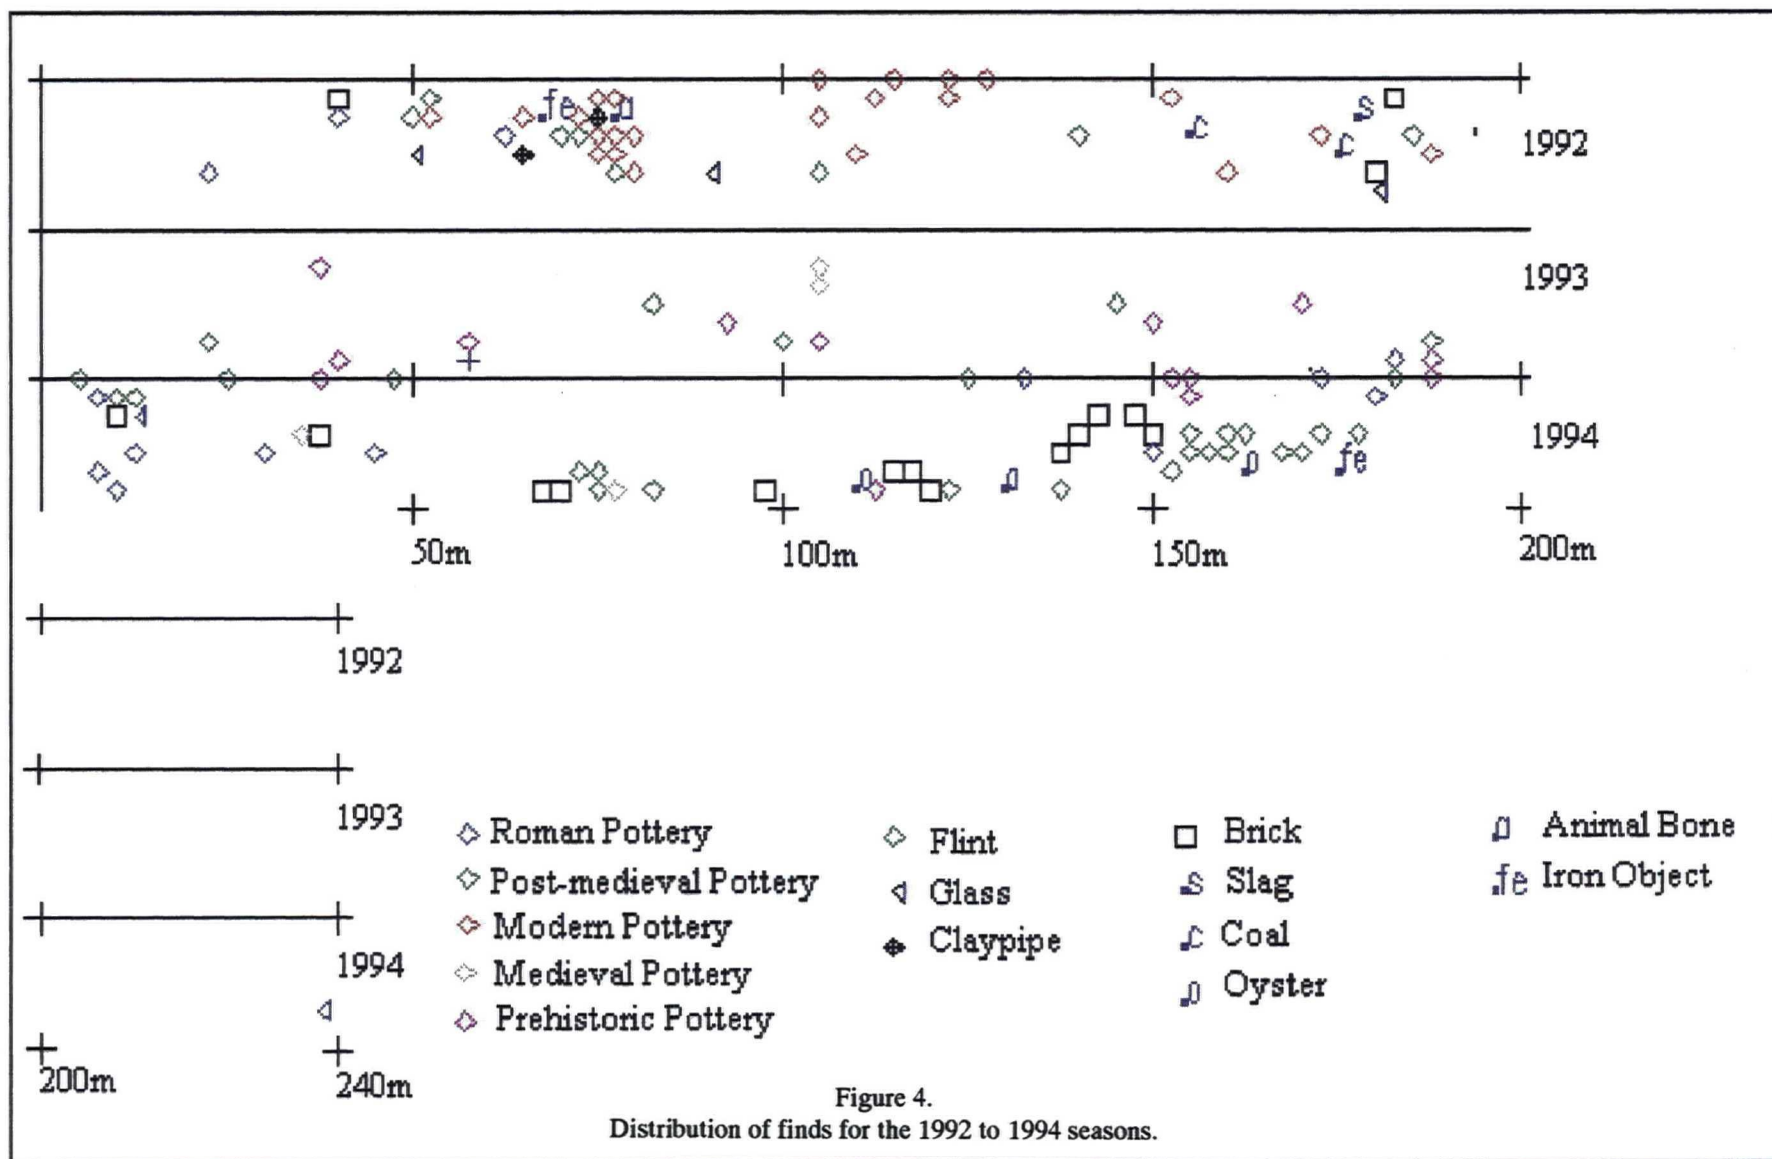 fe
s
c
c
1992
1993
1994
fe
50m
100m
150m
200m
1992
1993
1994
200m
240m
Roman Pottery
Post-medieval Pottery
Modern Pottery
Medieval Pottery
Prehistoric Pottery
Flint
Glass
Claypipe
Brick
s Slag
c Coal
Oyster
Animal Bone
fe Iron Object
Figure 4.
Distribution of finds for the 1992 to 1994 seasons.